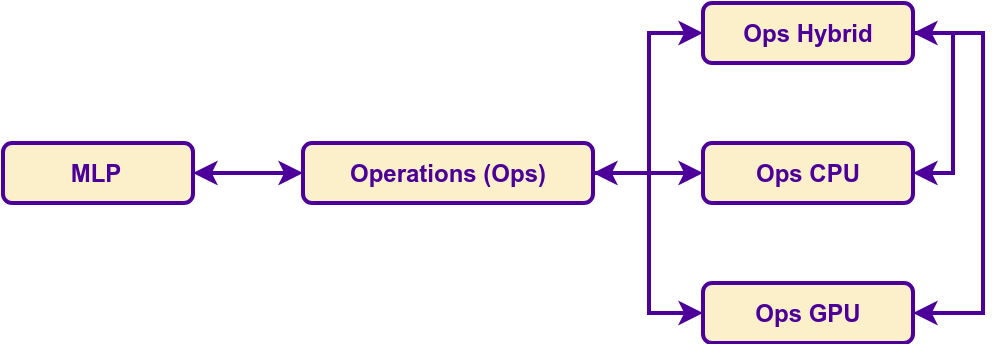 Ops Hybrid
MLP
Operations (Ops)
Ops CPU
Ops GPU